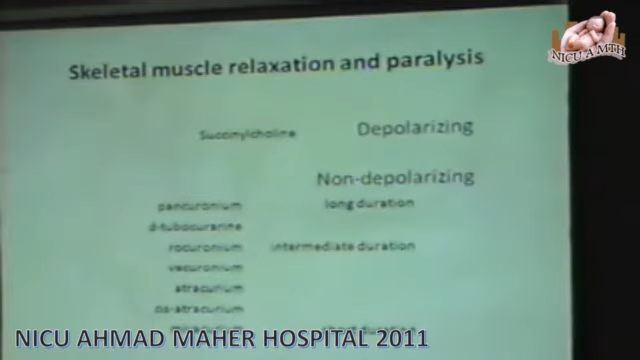 NICU A MTH
Skeletal muscle relaxation and paralysis
Succinylcholine Depolarizing
Non-depolarizing
pancuronium long duration
d-tubocurarine
rocuronium intermediate duration
vecuronium
atracurium
cis-atracurium
NICU AHMAD MAHER HOSPITAL 2011